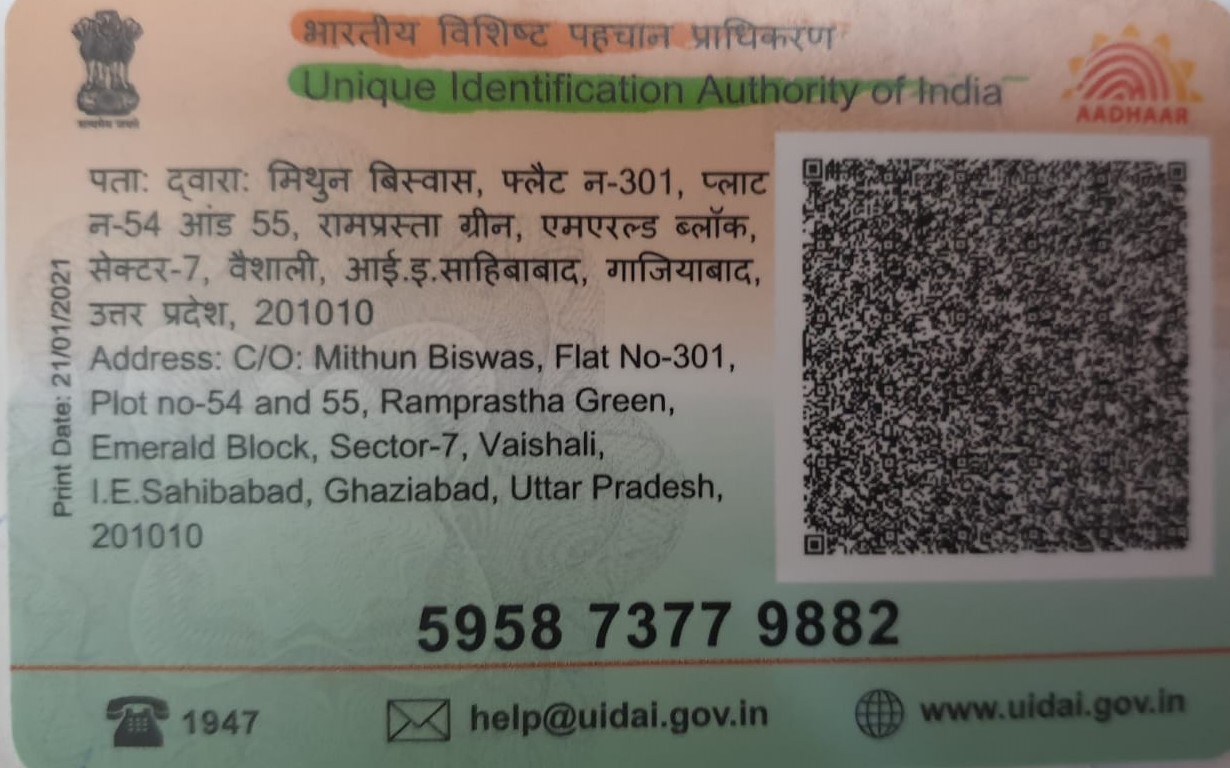 भारतीय विशिष्ट पहचान प्राधिकरण
Unique Identification Authority of India
सत्यमेव जयते
AADHAAR
पता: द्वारा: मिथुन बिस्वास, फ्लैट न-301, प्लाट
न-54 आंड 55, रामप्रस्ता ग्रीन, एमएरल्ड ब्लॉक,
सेक्टर-7, वैशाली, आई.इ.साहिबाबाद, गाजियाबाद,
उत्तर प्रदेश, 201010
Address: C/O: Mithun Biswas, Flat No-301,
Plot no-54 and 55, Ramprastha Green,
Emerald Block, Sector-7, Vaishali,
I.E.Sahibabad, Ghaziabad, Uttar Pradesh,
201010
Print Date: 21/01/2021
5958 7377 9882
1947
help@uidai.gov.in
www.uidai.gov.in